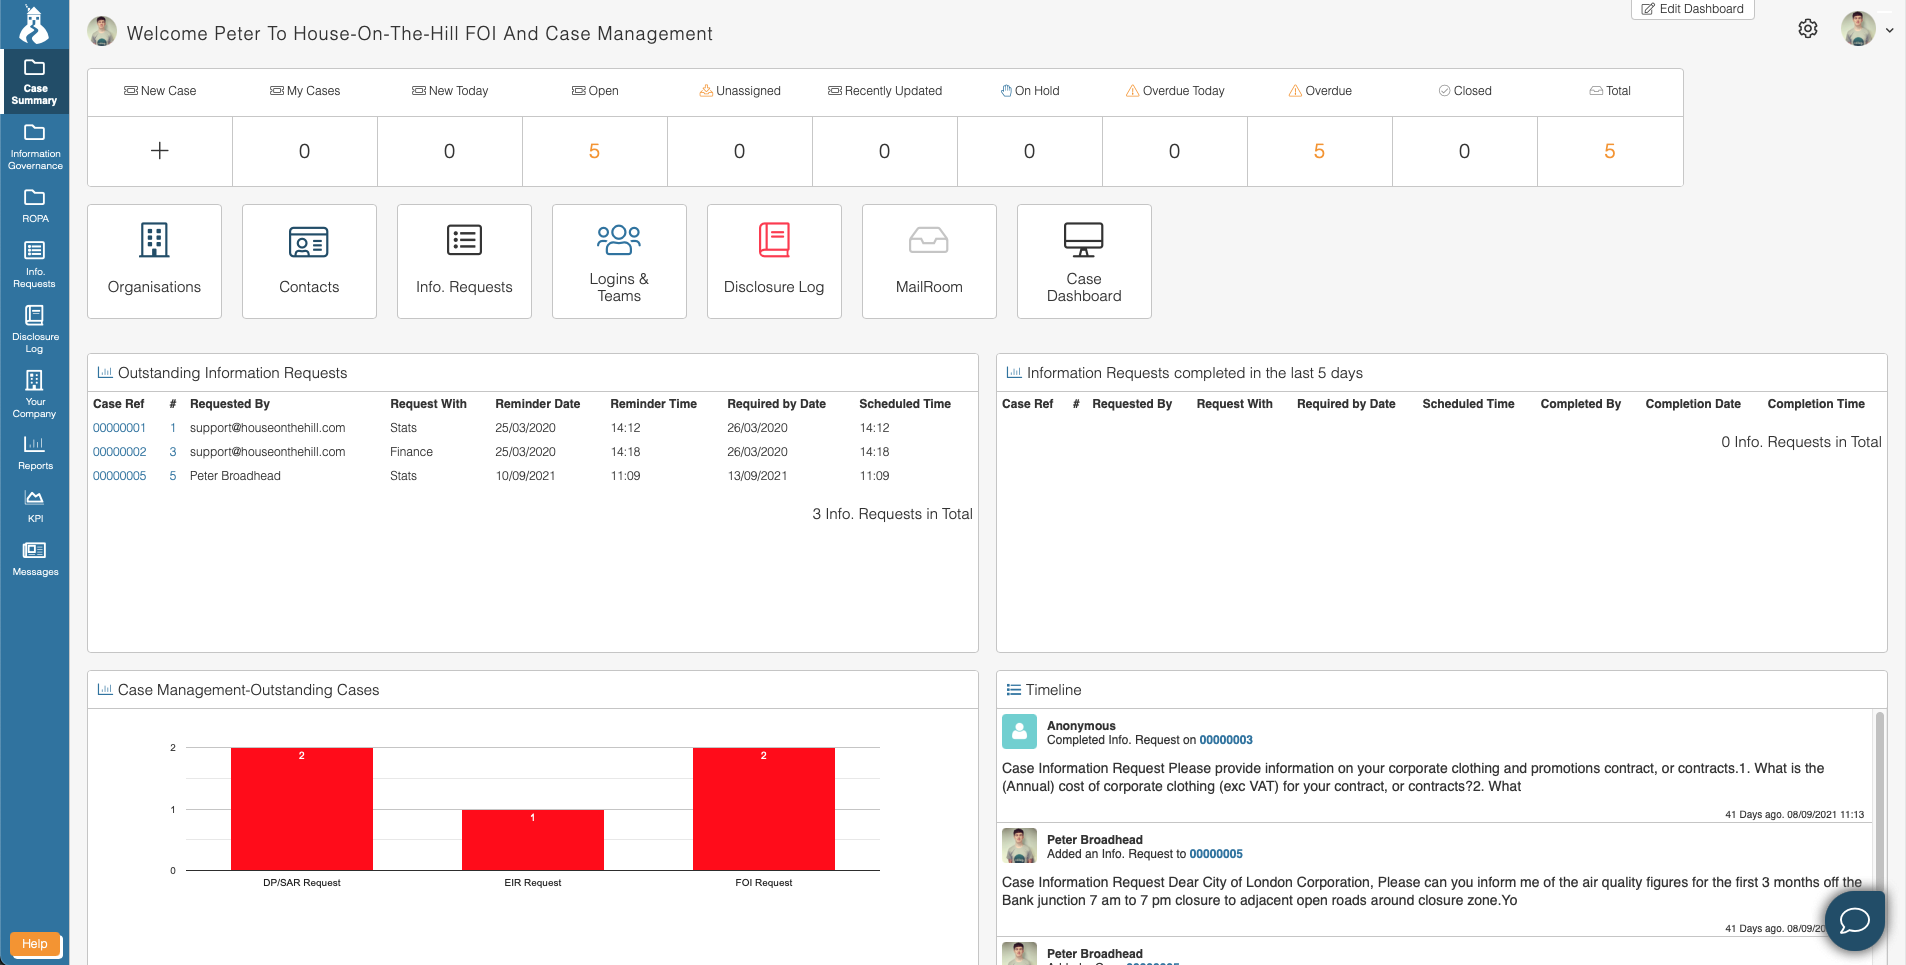 Edit Dashboard
Welcome Peter To House-On-The-Hill FOI And Case Management
New Case My Cases New Today Open Unassigned Recently Updated On Hold Overdue Today Overdue Closed Total
+ 0 0 5 0 0 0 0 5 0 5
Case
Summary
Information
Governance
ROPA
Info.
Requests
Disclosure
Log
Your
Company
Reports
KPI
Messages
Help
Organisations
Contacts
Info. Requests
Logins &
Teams
Disclosure Log
MailRoom
Case
Dashboard
Outstanding Information Requests
Case Ref # Requested By Request With Reminder Date Reminder Time Required by Date Scheduled Time
00000001 1 support@houseonthehill.com Stats 25/03/2020 14:12 26/03/2020 14:12
00000002 3 support@houseonthehill.com Finance 25/03/2020 14:18 26/03/2020 14:18
00000005 5 Peter Broadhead Stats 10/09/2021 11:09 13/09/2021 11:09
3 Info. Requests in Total
Information Requests completed in the last 5 days
Case Ref # Requested By Request With Required by Date Scheduled Time Completed By Completion Date Completion Time
0 Info. Requests in Total
Case Management-Outstanding Cases
2
1
0
2
1
2
DP/SAR Request
EIR Request
FOI Request
Timeline
Anonymous
Completed Info. Request on 00000003
Case Information Request Please provide information on your corporate clothing and promotions contract, or contracts.1. What is the
(Annual) cost of corporate clothing (exc VAT) for your contract, or contracts?2. What
41 Days ago. 08/09/2021 11:13
Peter Broadhead
Added an Info. Request to 00000005
Case Information Request Dear City of London Corporation, Please can you inform me of the air quality figures for the first 3 months off the
Bank junction 7 am to 7 pm closure to adjacent open roads around closure zone.Yo
41 Days ago. 08/09/20
Peter Broadhead